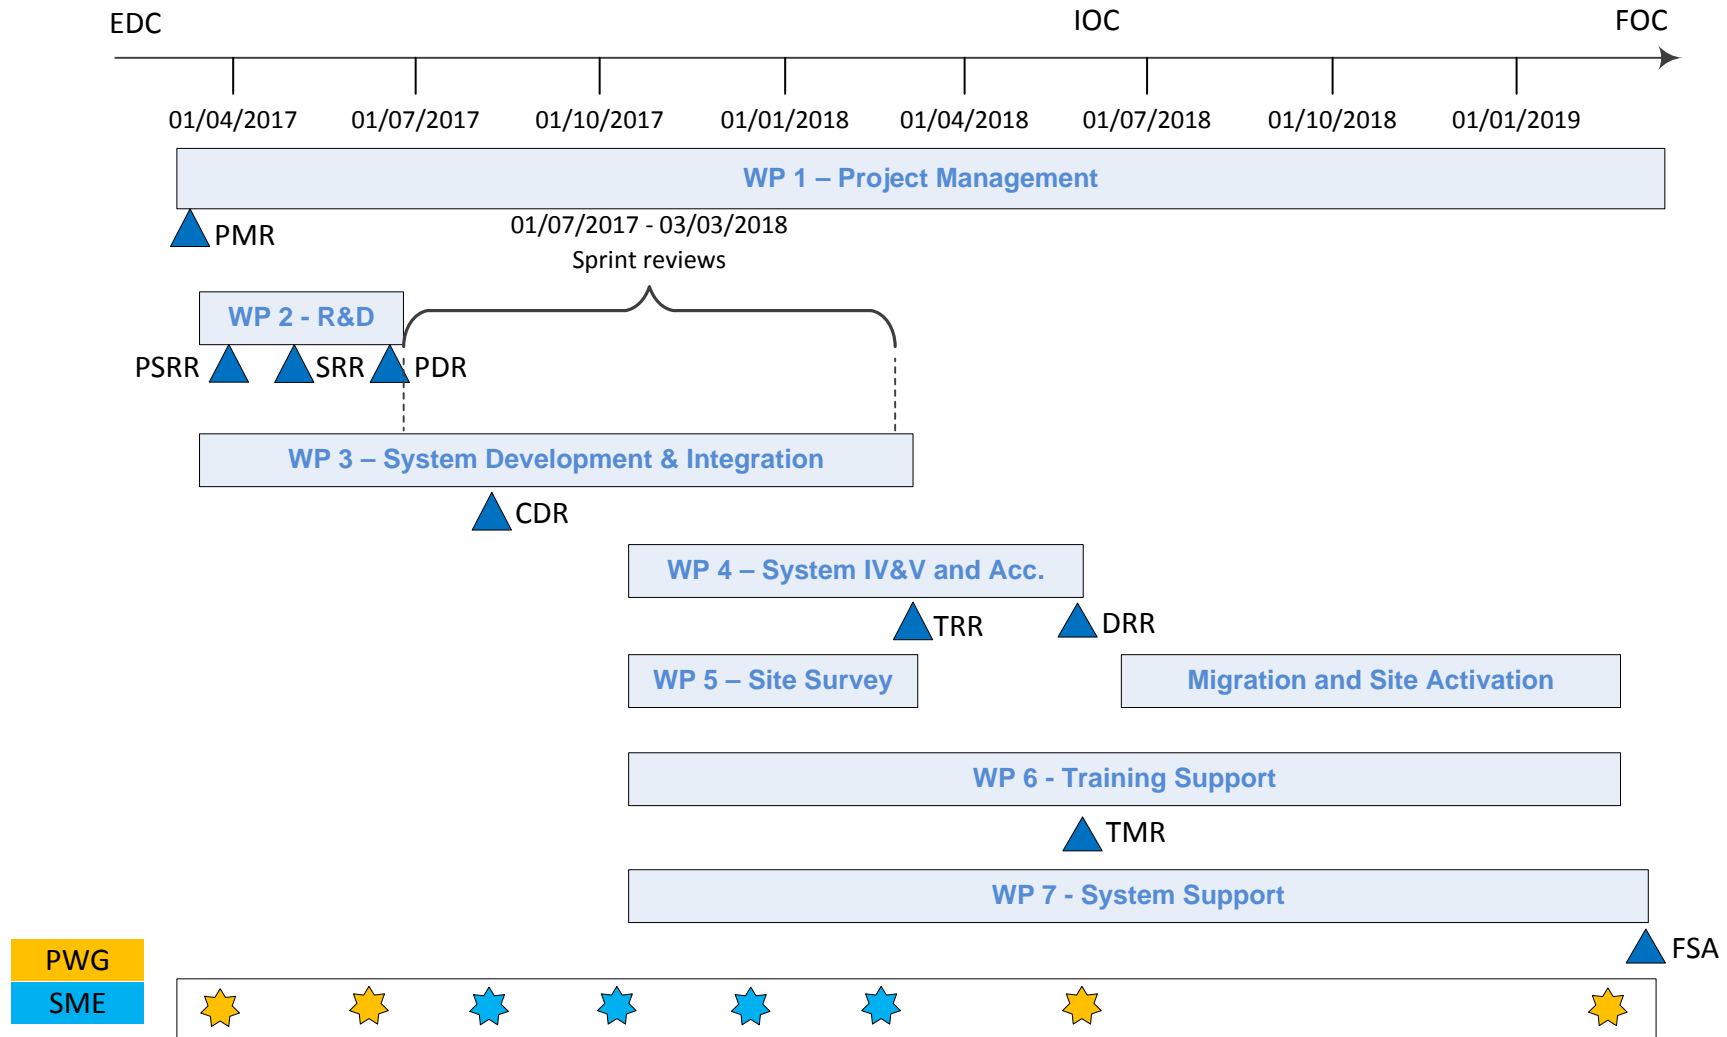 EDC
IOC
FOC
01/04/2017
01/07/2017
01/10/2017
01/01/2018
01/04/2018
01/07/2018
01/10/2018
01/01/2019
WP 1 – Project Management
PMR
01/07/2017 - 03/03/2018
Sprint reviews
WP 2 - R&D
PSRR
SRR
PDR
WP 3 – System Development & Integration
CDR
WP 4 – System IV&V and Acc.
TRR
DRR
WP 5 – Site Survey
Migration and Site Activation
WP 6 - Training Support
TMR
WP 7 - System Support
FSA
PWG
SME